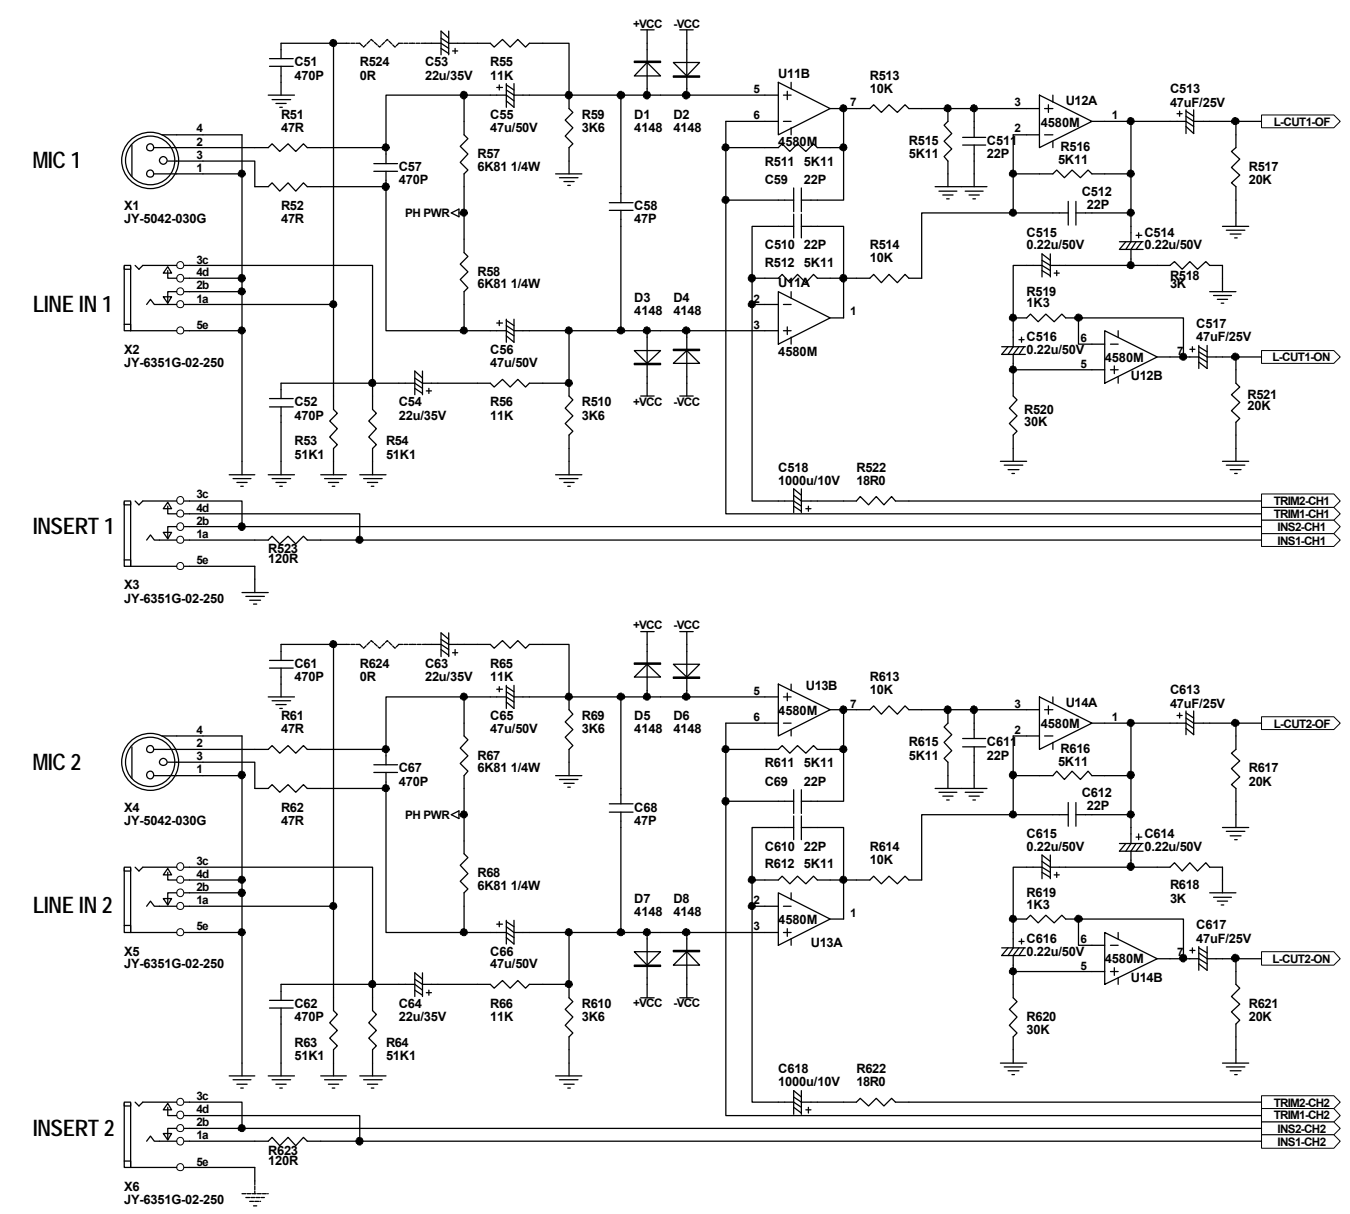 +VCC -VCC
C51
470P
R524
0R
C53
22u/35V
+
R55
11K
R51
47R
C55
47u/50V
+
R59
3K6
D1
4148
D2
4148
U11B
5
6
7
4580M
R513
10K
R515
5K11
C511
22P
U12A
3
2
1
4580M
C513
47uF/25V
+
L-CUT1-OF
MIC 1
4
2
3
1
C57
470P
R57
6K81 1/4W
R511 5K11
C59 22P
R516
5K11
R517
20K
X1
JY-5042-030G
R52
47R
PH PWR
C58
47P
C512
22P
C510 22P
R512 5K11
R514
10K
C515
0.22u/50V
+
C514
0.22u/50V
+
R518
3K
LINE IN 1
3c
4d
2b
1a
5e
R58
6K81 1/4W
D3
4148
D4
4148
U11A
2
3
1
4580M
R519
1K3
C516
0.22u/50V
+
6
5
7
4580M
U12B
C517
47uF/25V
+
L-CUT1-ON
X2
JY-6351G-02-250
C56
47u/50V
+
+VCC -VCC
C52
470P
C54
22u/35V
+
R56
11K
R510
3K6
R520
30K
R521
20K
R53
51K1
R54
51K1
C518
1000u/10V
+
R522
18R0
INSERT 1
3c
4d
2b
1a
5e
R523
120R
TRIM2-CH1
TRIM1-CH1
INS2-CH1
INS1-CH1
X3
JY-6351G-02-250
+VCC -VCC
C61
470P
R624
0R
C63
22u/35V
+
R65
11K
R61
47R
C65
47u/50V
+
R69
3K6
D5
4148
D6
4148
U13B
5
6
7
4580M
R613
10K
R615
5K11
C611
22P
U14A
3
2
1
4580M
C613
47uF/25V
+
L-CUT2-OF
MIC 2
4
2
3
1
C67
470P
R67
6K81 1/4W
R611 5K11
C69 22P
R616
5K11
R617
20K
X4
JY-5042-030G
R62
47R
PH PWR
C68
47P
C612
22P
C610 22P
R612 5K11
R614
10K
C615
0.22u/50V
+
C614
0.22u/50V
+
R618
3K
LINE IN 2
3c
4d
2b
1a
5e
R68
6K81 1/4W
D7
4148
D8
4148
2
3
1
4580M
U13A
R619
1K3
C616
0.22u/50V
+
6
5
7
4580M
U14B
C617
47uF/25V
+
L-CUT2-ON
X5
JY-6351G-02-250
C66
47u/50V
+
+VCC -VCC
C62
470P
C64
22u/35V
+
R66
11K
R610
3K6
R620
30K
R621
20K
R63
51K1
R64
51K1
C618
1000u/10V
+
R622
18R0
INSERT 2
3c
4d
2b
1a
5e
R623
120R
TRIM2-CH2
TRIM1-CH2
INS2-CH2
INS1-CH2
X6
JY-6351G-02-250